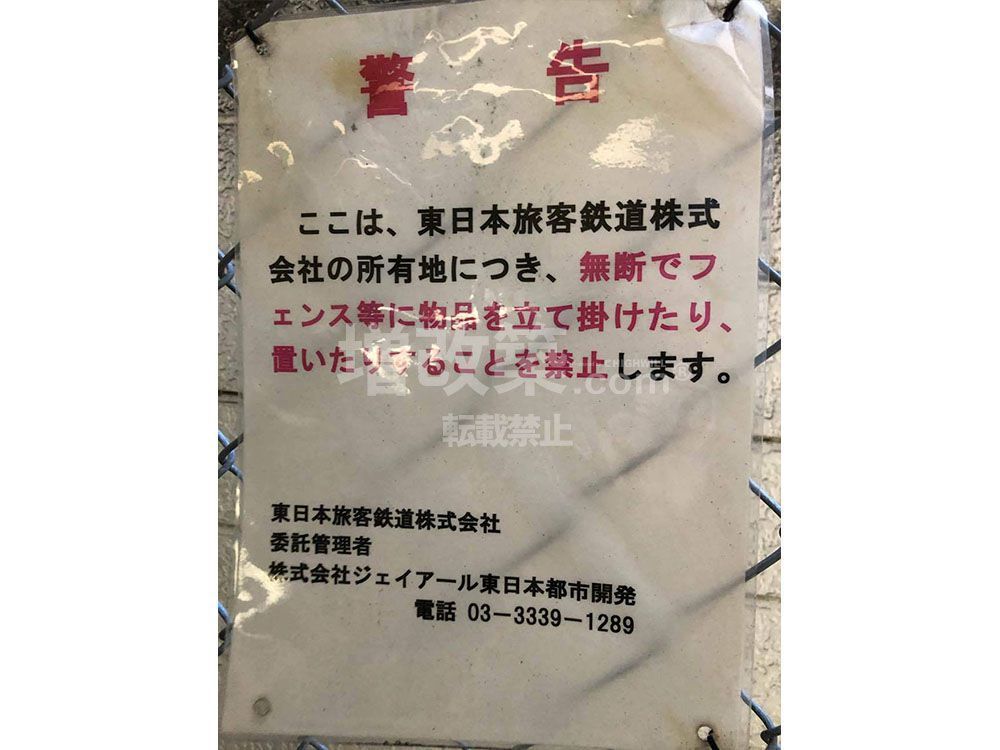 警 告
ここは、東日本旅客鉄道株式
会社の所有地につき、無断でフ
ェンス等に物品を立て掛けたり、
置いたりすることを禁止します。
増改築.com®
転載禁止
東日本旅客鉄道株式会社
委託管理者
株式会社ジェイアール東日本都市開発
電話 03-3339-1289